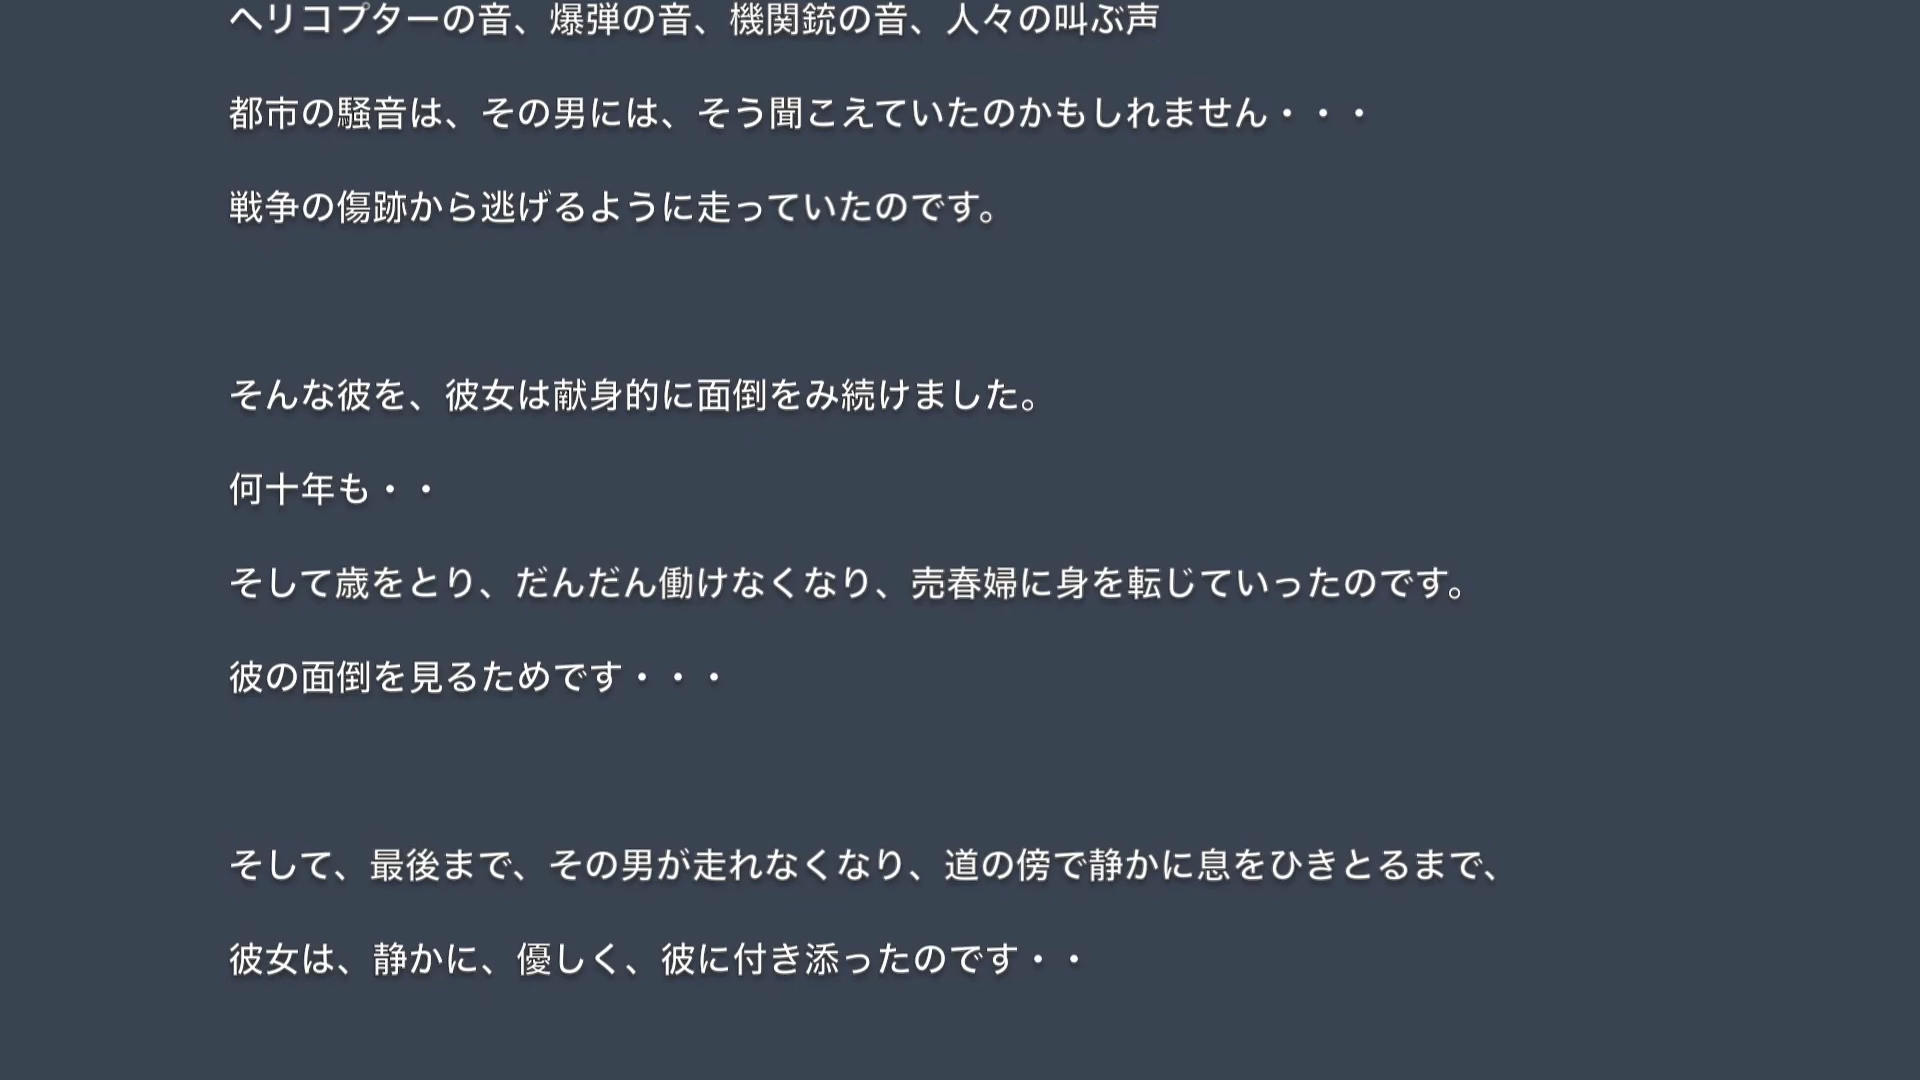 ヘリコプターの音、爆弾の音、機関銃の音、人々の叫ぶ声
都市の騒音は、その男には、そう聞こえていたのかもしれません・・・
戦争の傷跡から逃げるように走っていたのです。
そんな彼を、彼女は献身的に面倒をみ続けました。
何十年も・・
そして歳をとり、だんだん働けなくなり、売春婦に身を転じていったのです。
彼の面倒を見るためです・・・
そして、最後まで、その男が走れなくなり、道の傍で静かに息をひきとるまで、
彼女は、静かに、優しく、彼に付き添ったのです・・